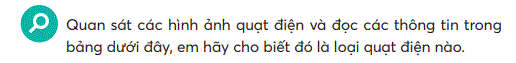 Quan sát các hình ảnh quạt điện và đọc các thông tin trong
bảng dưới đây, em hãy cho biết đó là loại quạt điện nào.